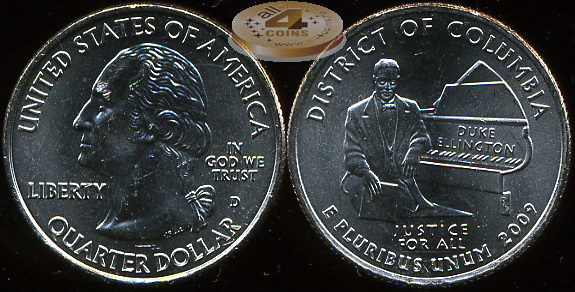 UNITED STATES OF AMERICA
LIBERTY
IN
GOD WE
TRUST
D
QUARTER DOLLAR
all
4
COINS
DISTRICT OF COLUMBIA
DUKE
ELLINGTON
JUSTICE
FOR ALL
E PLURIBUS UNUM 2009